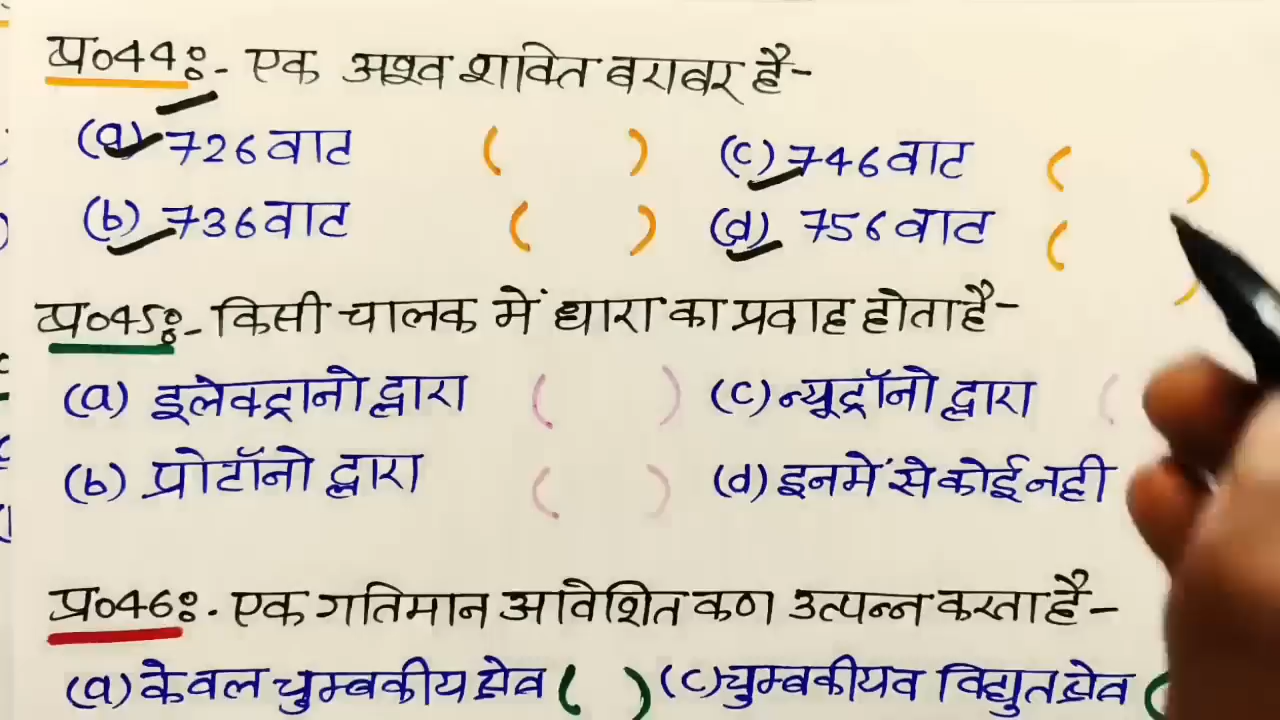 प्र०44ः- एक अश्व शक्ति बराबर है-
(a) 726 वाट ( ) (c) 746 वाट ( )
(b) 736 वाट ( ) (d) 756 वाट ( )
प्र०45ः- किसी चालक में धारा का प्रवाह होता है-
(a) इलेक्ट्रानो द्वारा ( ) (c) न्यूट्रॉनो द्वारा (
(b) प्रोटॉनो द्वारा ( ) (d) इनमें से कोई नही
प्र०46ः- एक गतिमान आवेशित कण उत्पन्न करता है-
(a) केवल चुम्बकीय क्षेत्र ( ) (c) चुम्बकीय व विद्युत क्षेत्र (